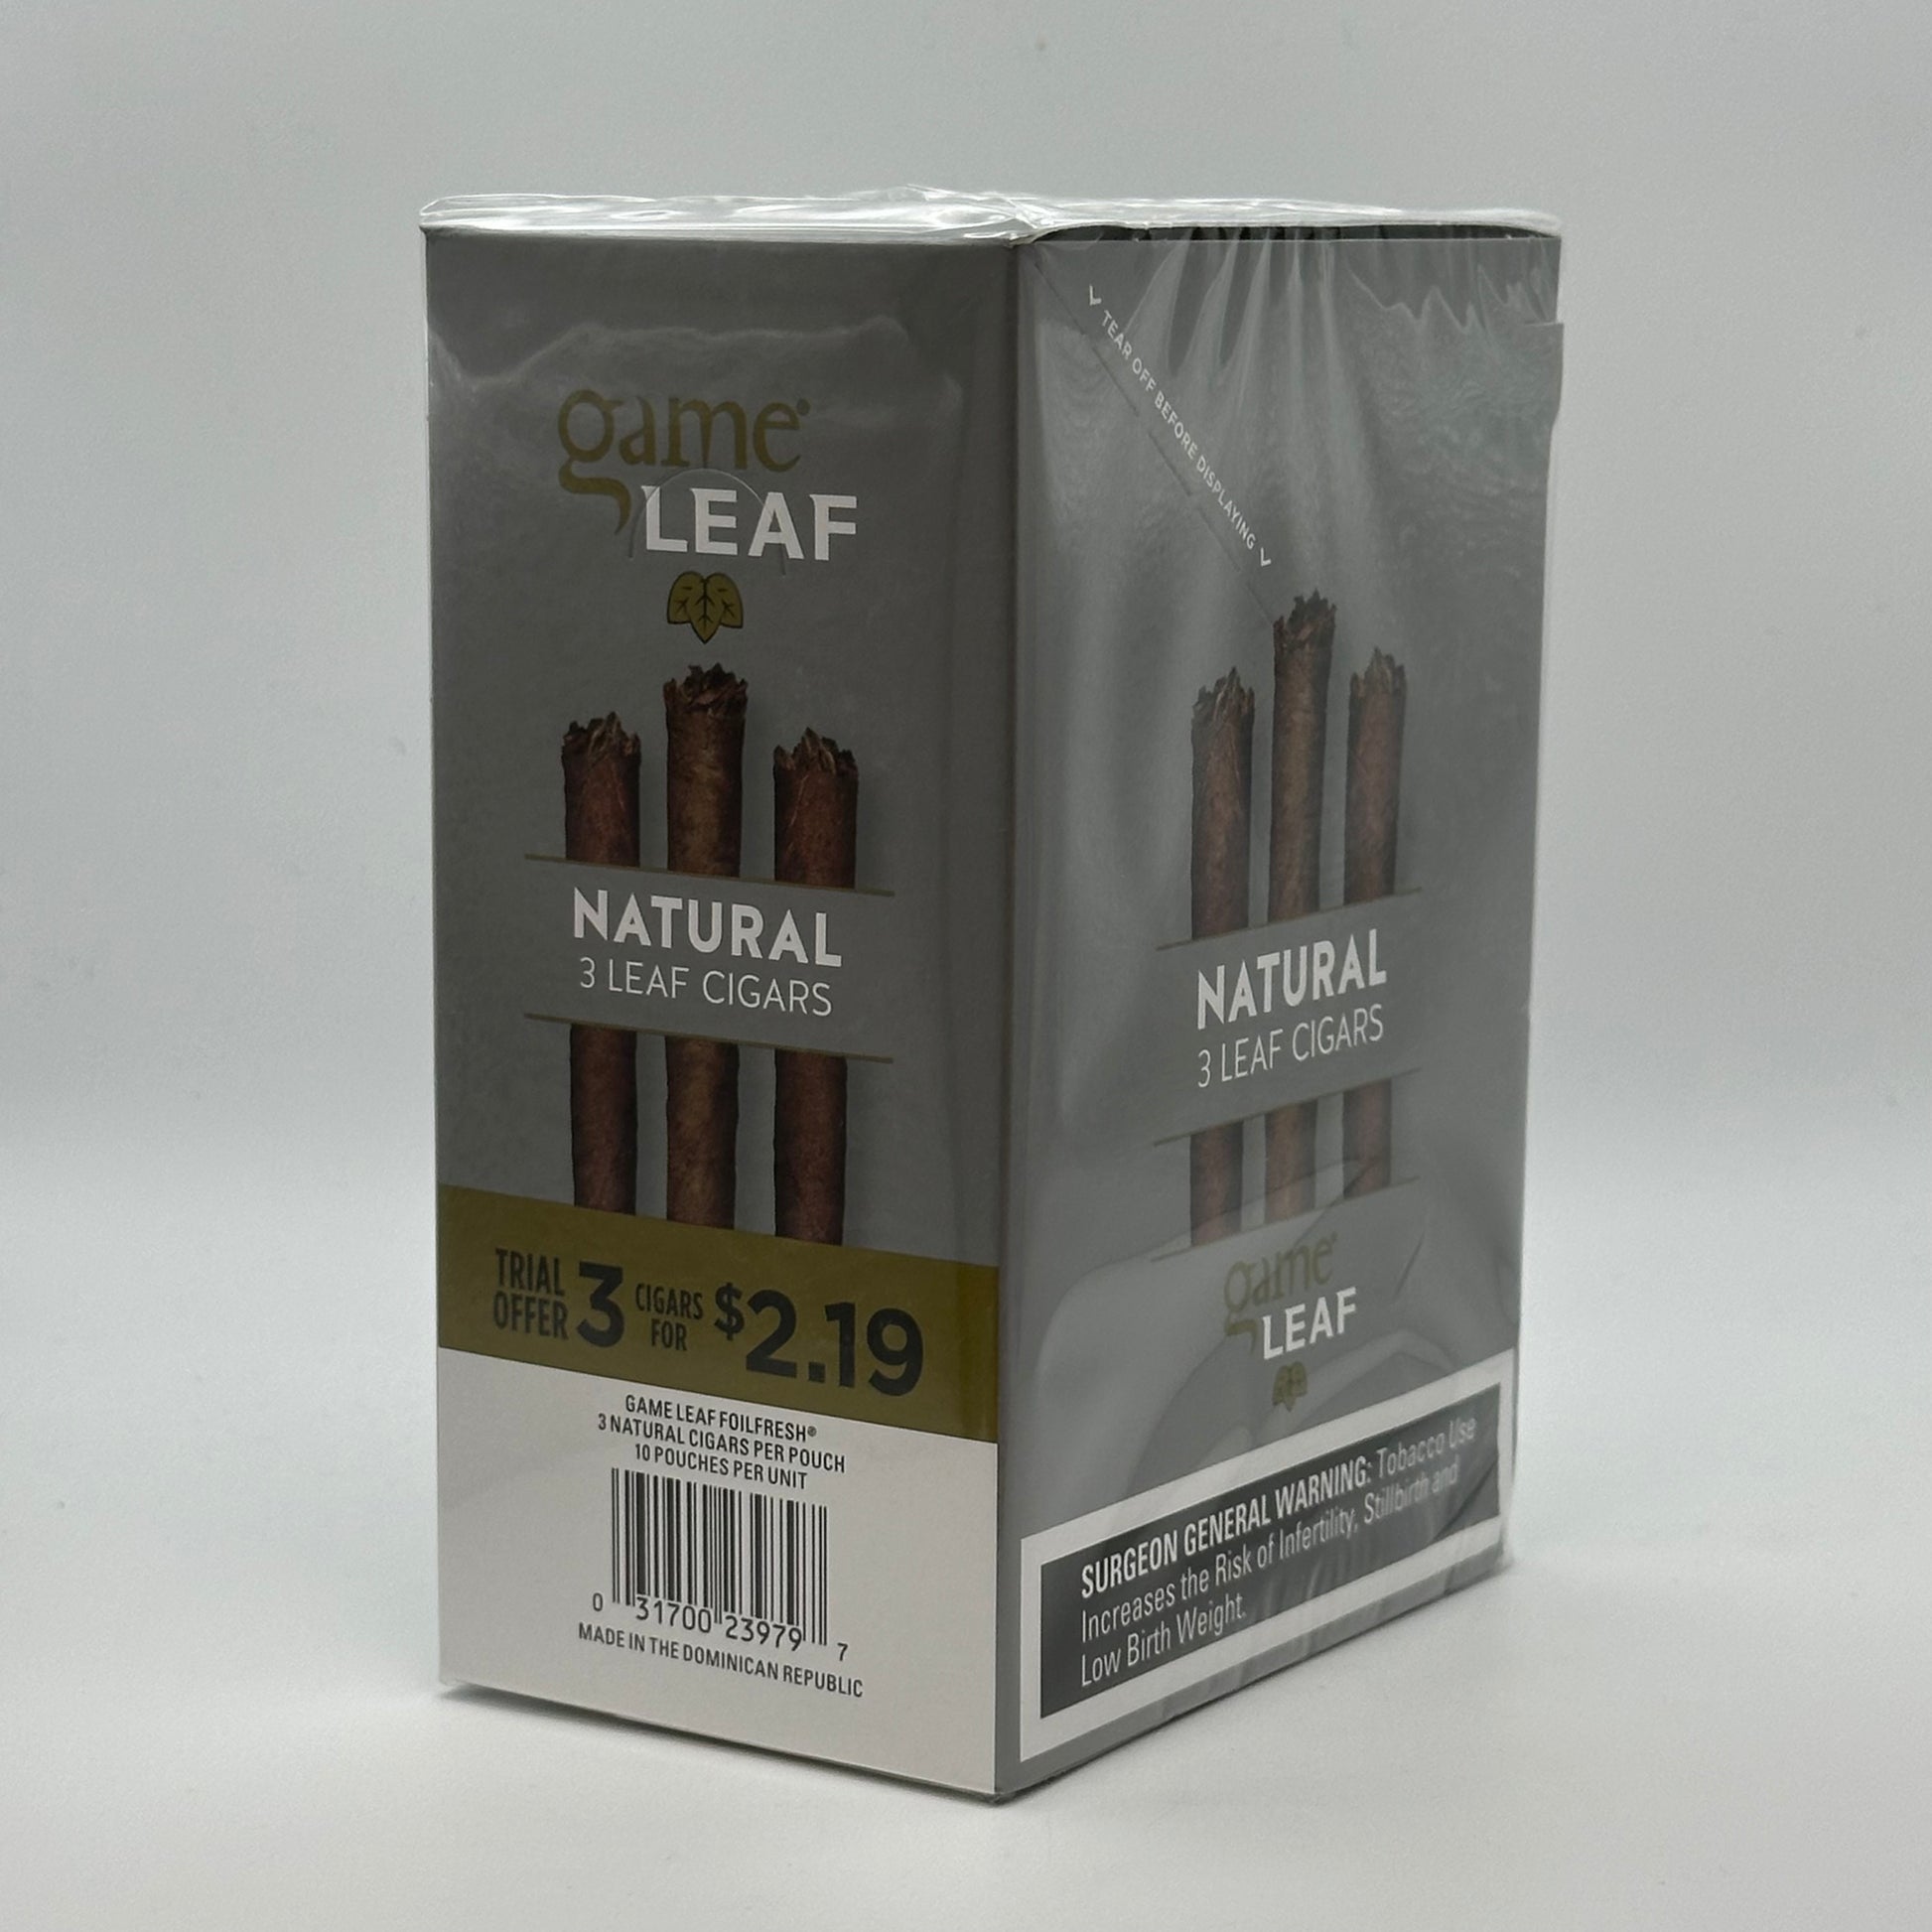 game®
LEAF
NATURAL
3 LEAF CIGARS
TRIAL OFFER 3 CIGARS FOR $2.19
GAME LEAF FOILFRESH®
3 NATURAL CIGARS PER POUCH
10 POUCHES PER UNIT
0 31700 23979 7
MADE IN THE DOMINICAN REPUBLIC
TEAR OFF BEFORE DISPLAYING
NATURAL
3 LEAF CIGARS
game®
LEAF
SURGEON GENERAL WARNING: Tobacco Use
Increases the Risk of Infertility, Stillbirth and
Low Birth Weight.